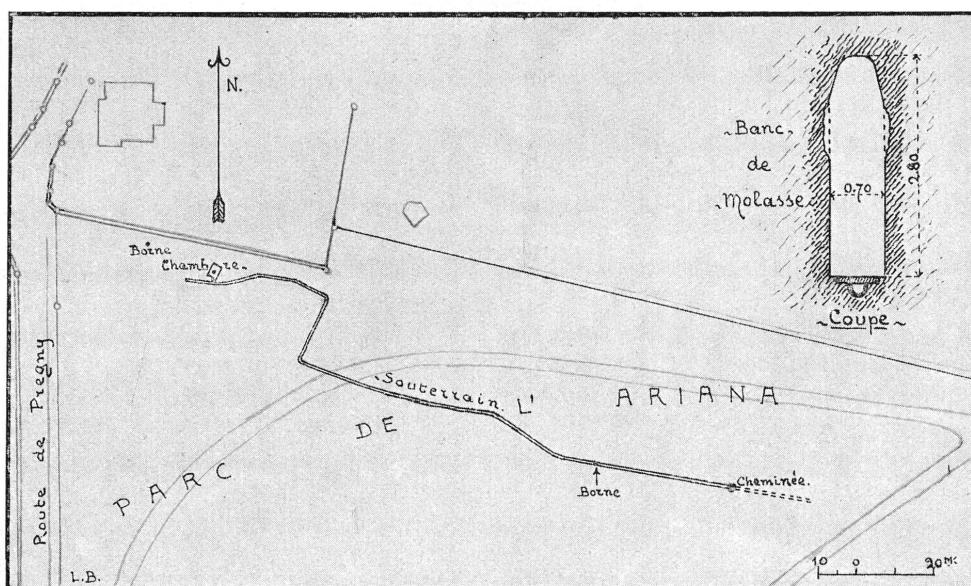 N.
Banc
de
Molasse
0.70
2.80
~Coupe~
Borne
Chambre.
Souterrain.
PARC DE L'ARIANA
Borne
Cheminée.
Route de Pregny
L.B.
10 0 20 m.